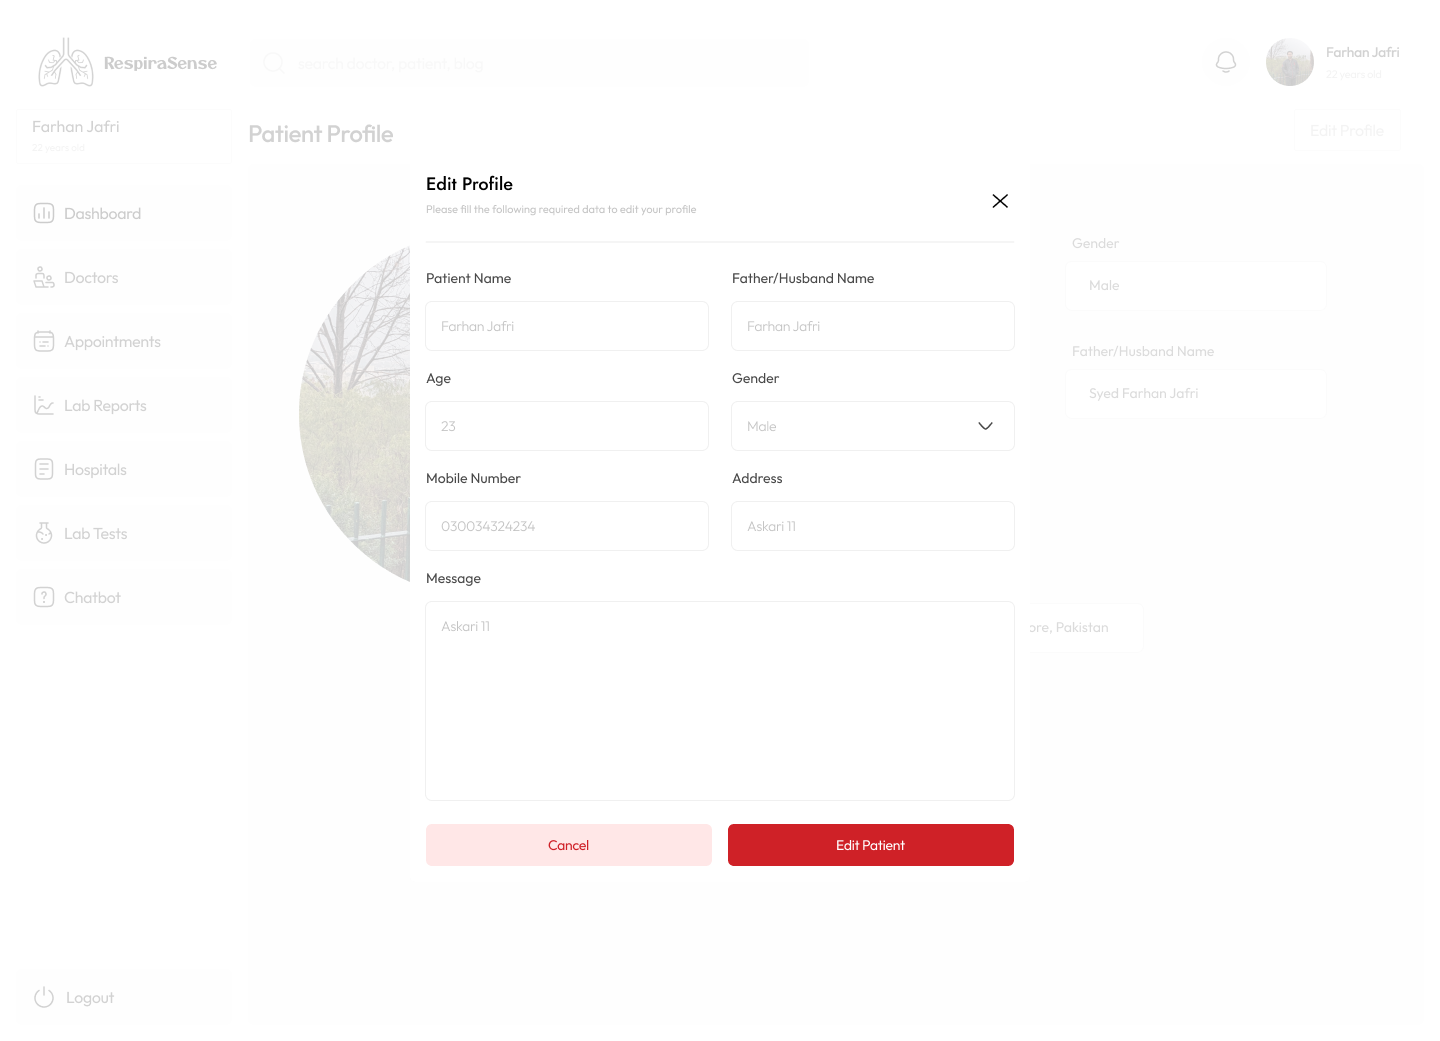 RespiraSense
search doctor, patient, blog
Farhan Jafri
22 years old
Farhan Jafri
22 years old
Patient Profile
Edit Profile
Dashboard
Doctors
Appointments
Lab Reports
Hospitals
Lab Tests
Chatbot
Logout
Edit Profile
Please fill the following required data to edit your profile
Patient Name
Father/Husband Name
Farhan Jafri
Farhan Jafri
Age
Gender
23
Male
Mobile Number
Address
030034324234
Askari 11
Message
Askari 11
Cancel
Edit Patient
Gender
Male
Father/Husband Name
Syed Farhan Jafri
ore, Pakistan